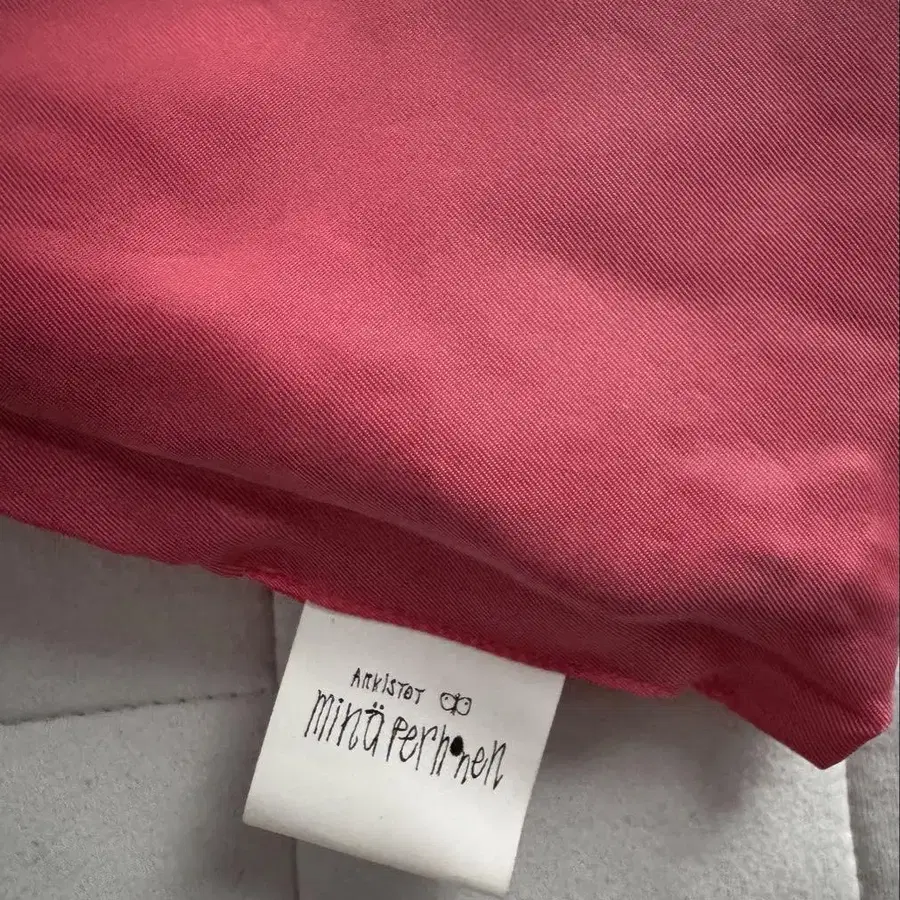 ARKISTOT
minä perhonen